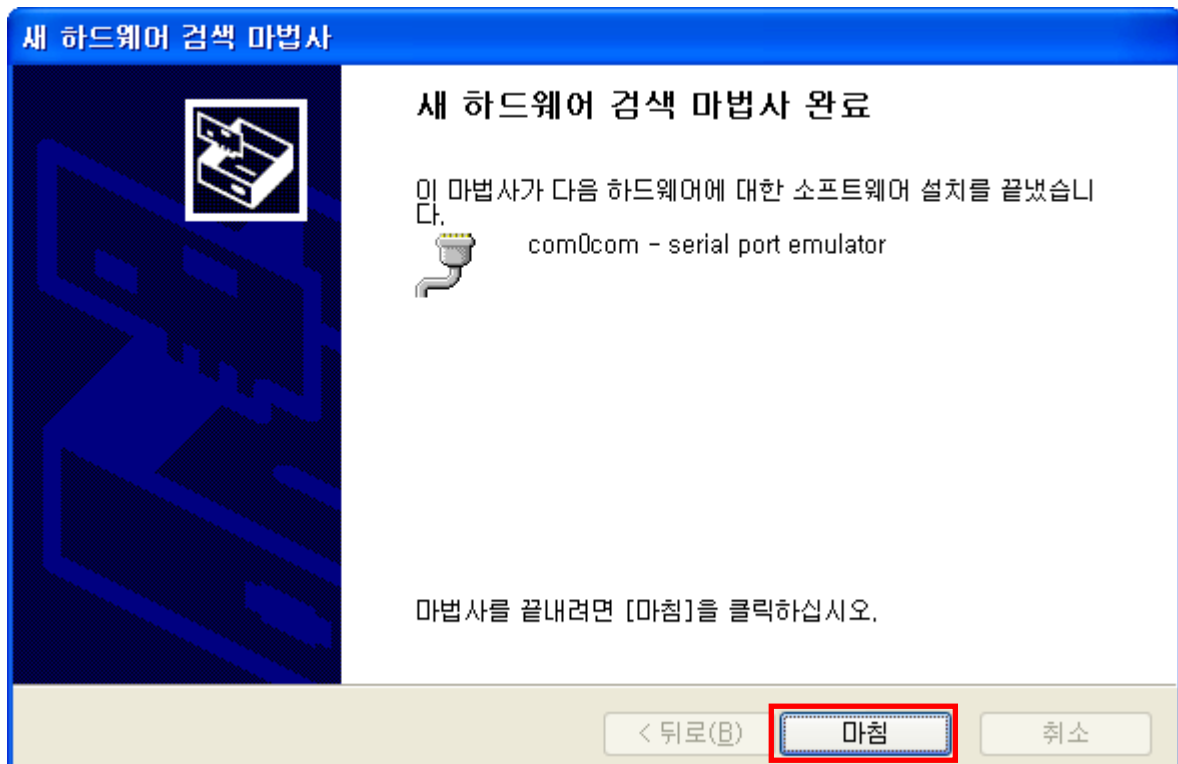 새 하드웨어 검색 마법사
새 하드웨어 검색 마법사 완료
이 마법사가 다음 하드웨어에 대한 소프트웨어 설치를 끝냈습니
다.
com0com - serial port emulator
마법사를 끝내려면 [마침]을 클릭하십시오.
< 뒤로(B) 마침 취소